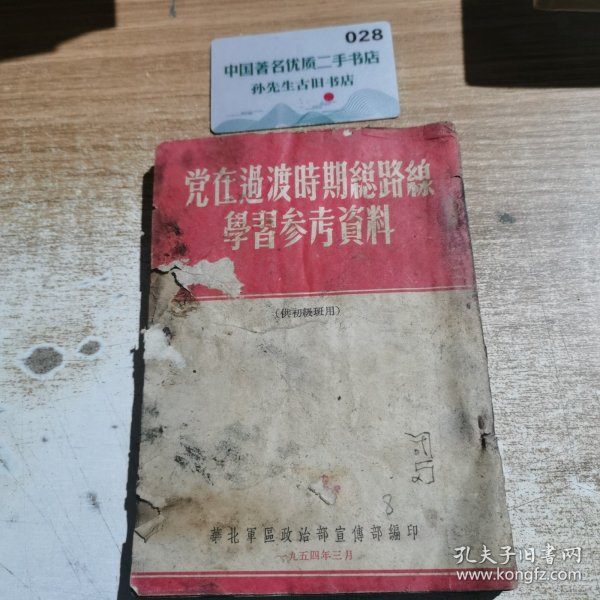 028
中国著名优质二手书店
孙先生古旧书店
党在過渡時期總路線
學習参考資料
（供初級班用）
8
華北軍區政治部宣傳部編印
一九五四年三月
孔夫子旧书网
www.kongfz.com